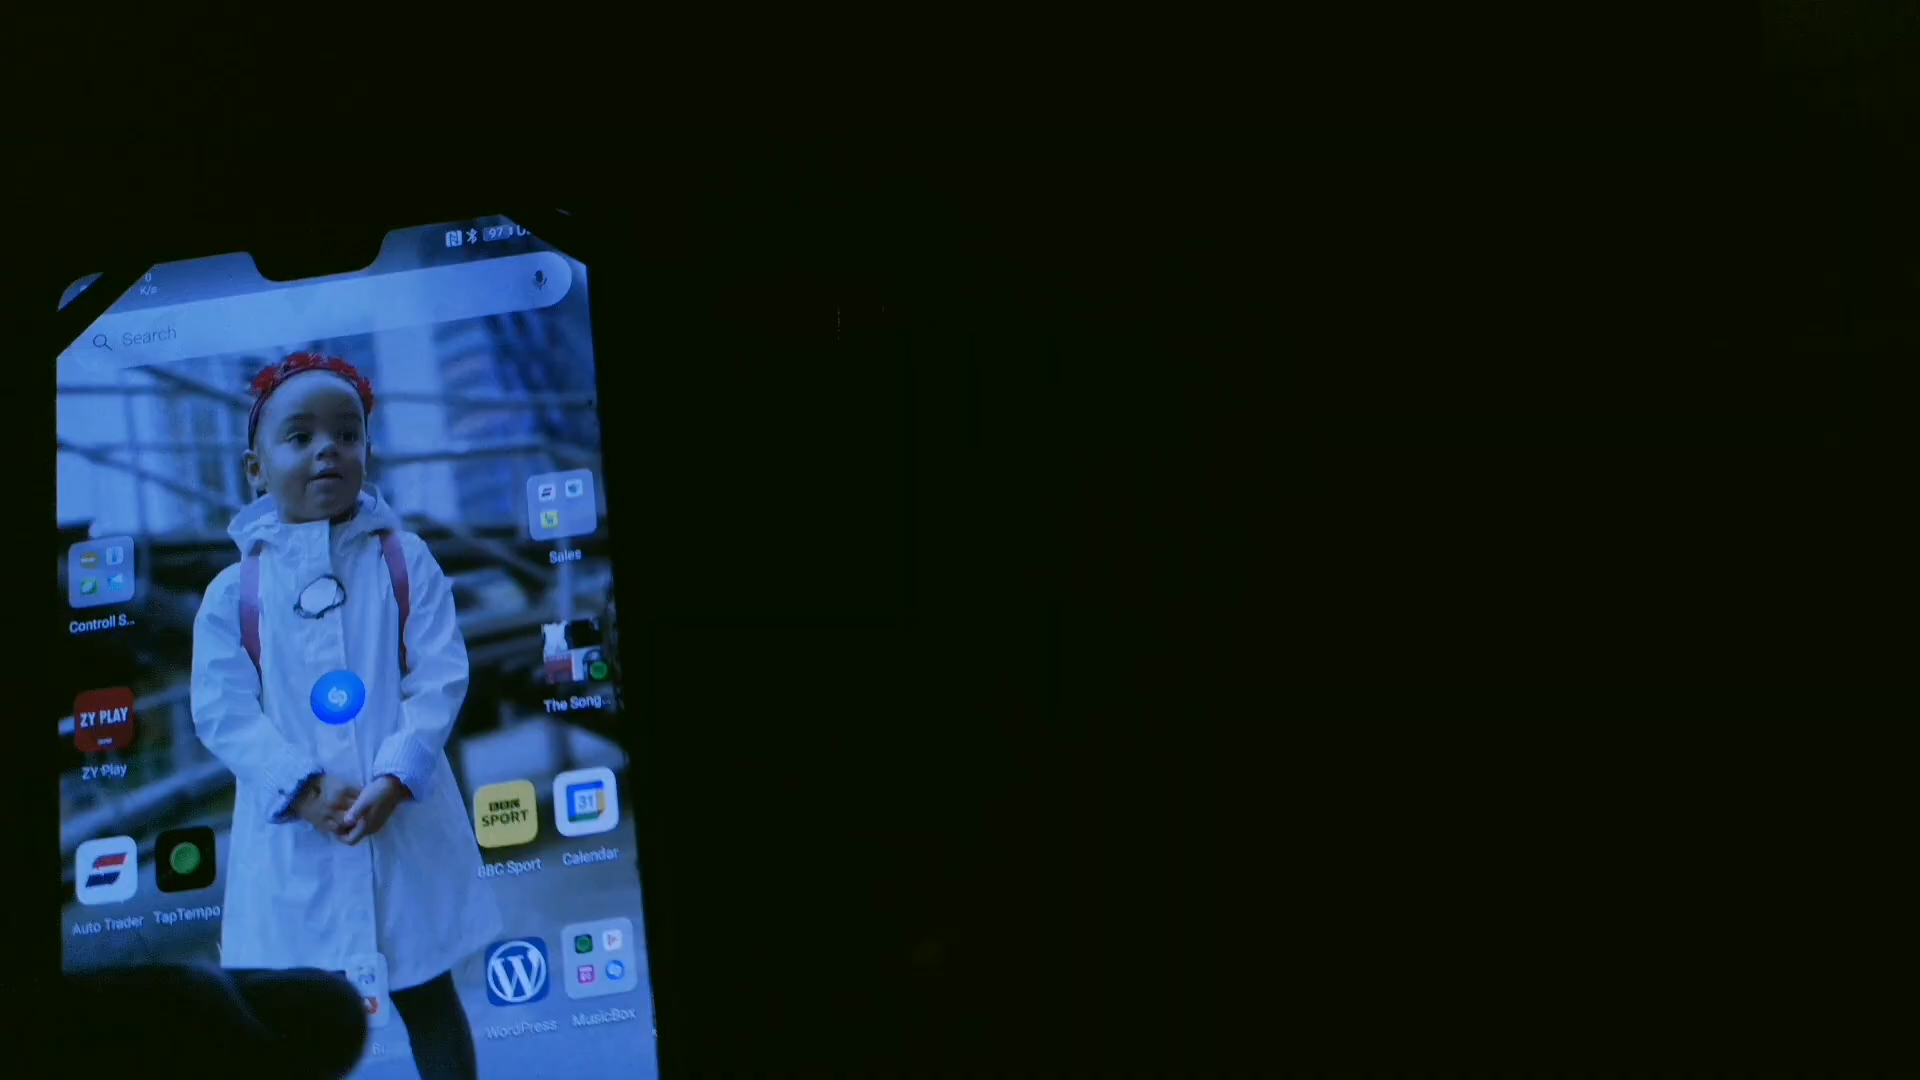 97
0
K/s
Search
Sales
Controll S...
The Song...
ZY PLAY
ZY Play
BBC
SPORT
31
BBC Sport
Calendar
Auto Trader
TapTempo
W
WordPress
MusicBox